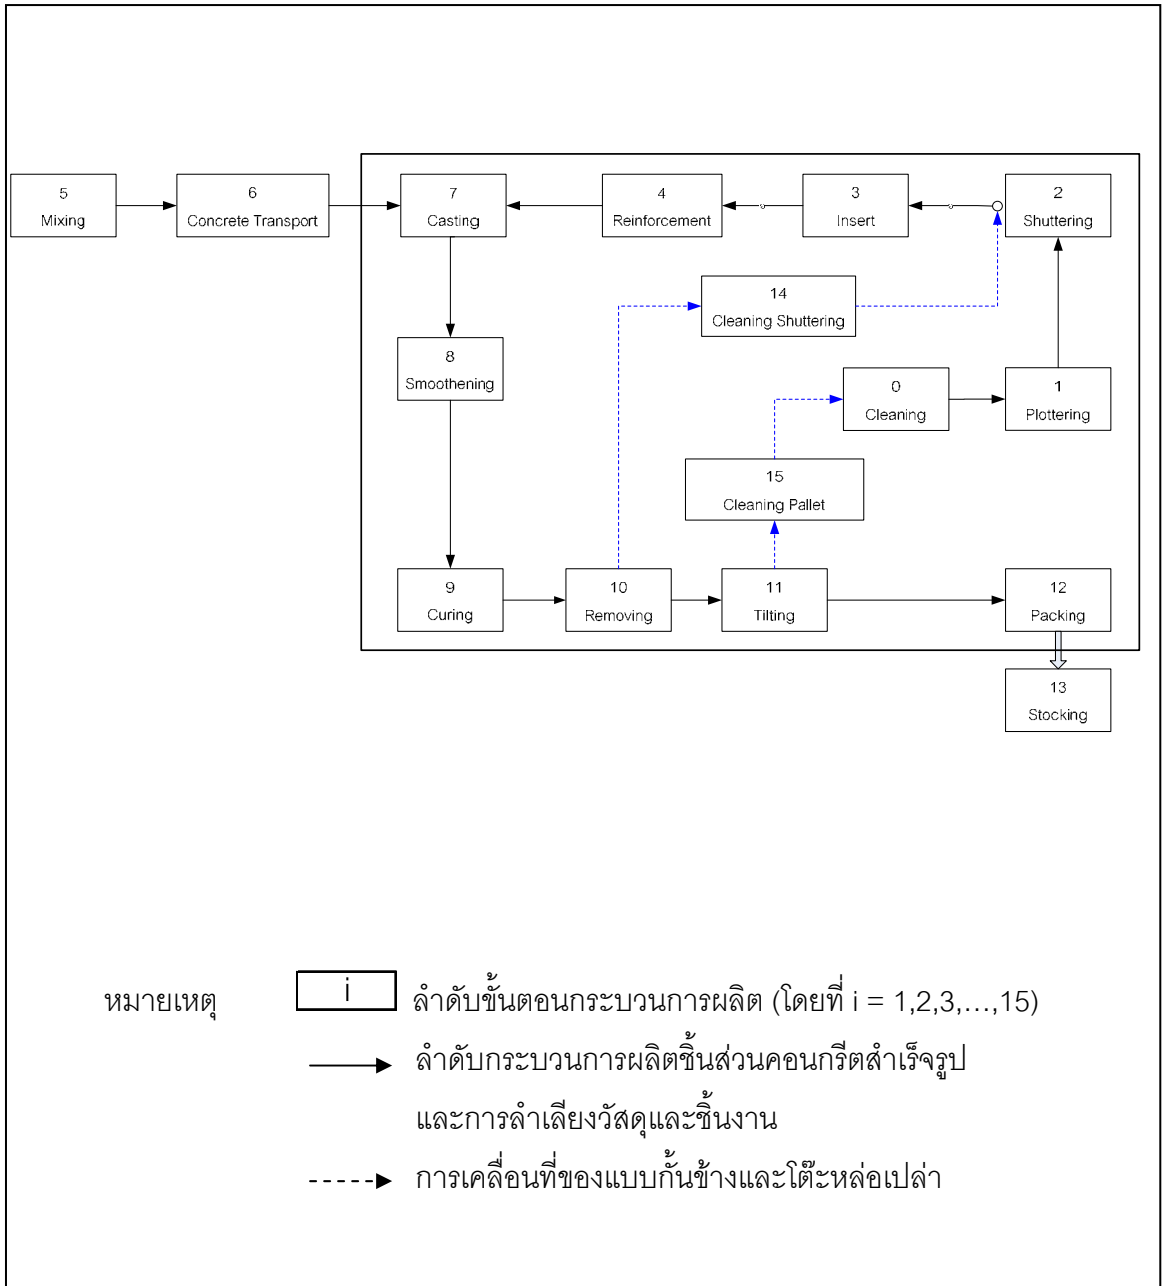 5
Mixing
6
Concrete Transport
7
Casting
4
Reinforcement
3
Insert
2
Shuttering
14
Cleaning Shuttering
8
Smoothening
0
Cleaning
1
Plottering
15
Cleaning Pallet
9
Curing
10
Removing
11
Tilting
12
Packing
13
Stocking
หมายเหตุ i ลำดับขั้นตอนกระบวนการผลิต (โดยที่ i = 1,2,3,...,15)
ลำดับกระบวนการผลิตชิ้นส่วนคอนกรีตสำเร็จรูป
และการลำเลียงวัสดุและชิ้นงาน
การเคลื่อนที่ของแบบกั้นข้างและโต๊ะหล่อเปล่า